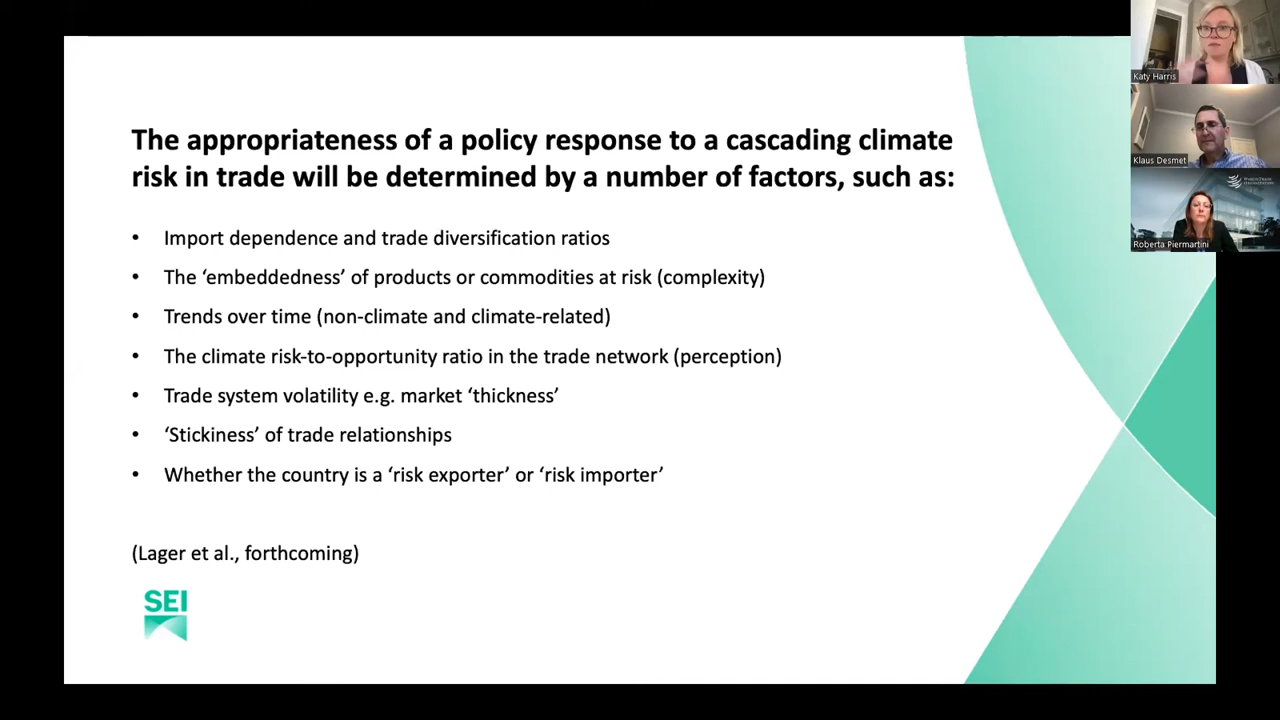 The appropriateness of a policy response to a cascading climate
risk in trade will be determined by a number of factors, such as:
• Import dependence and trade diversification ratios
• The ‘embeddedness’ of products or commodities at risk (complexity)
• Trends over time (non-climate and climate-related)
• The climate risk-to-opportunity ratio in the trade network (perception)
• Trade system volatility e.g. market ‘thickness’
• ‘Stickiness’ of trade relationships
• Whether the country is a ‘risk exporter’ or ‘risk importer’
(Lager et al., forthcoming)
SEI
Katy Harris
Klaus Desmet
WORLD TRADE
ORGANIZATION
Roberta Piermartini